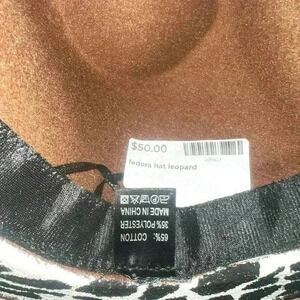 $50.00
fedora hat leopard
65%: COTTON
35% POLYESTER
MADE IN CHINA